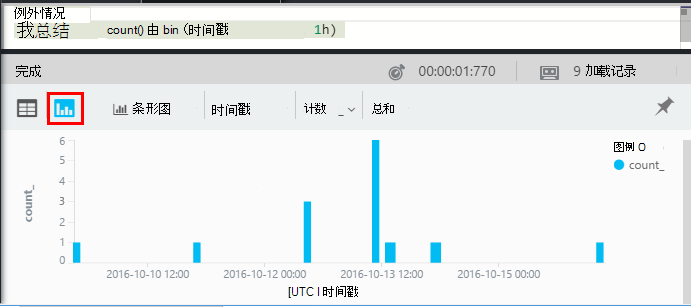 例外情况
我总结 count() 由 bin (时间戳 1h)
完成 00:00:01:770 9 加载记录
条形图 时间戳 计数 _ 总和
图例 O
count_
count_
6
5
4
3
2
1
0
2016-10-10 12:00 2016-10-12 00:00 2016-10-13 12:00 2016-10-15 00:00
[UTC I 时间戳